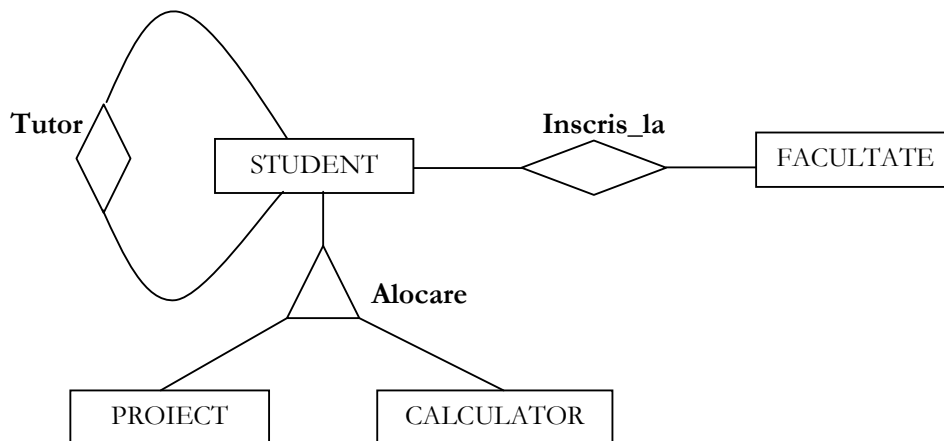 Tutor
Inscris_la
STUDENT
FACULTATE
Alocare
PROIECT
CALCULATOR